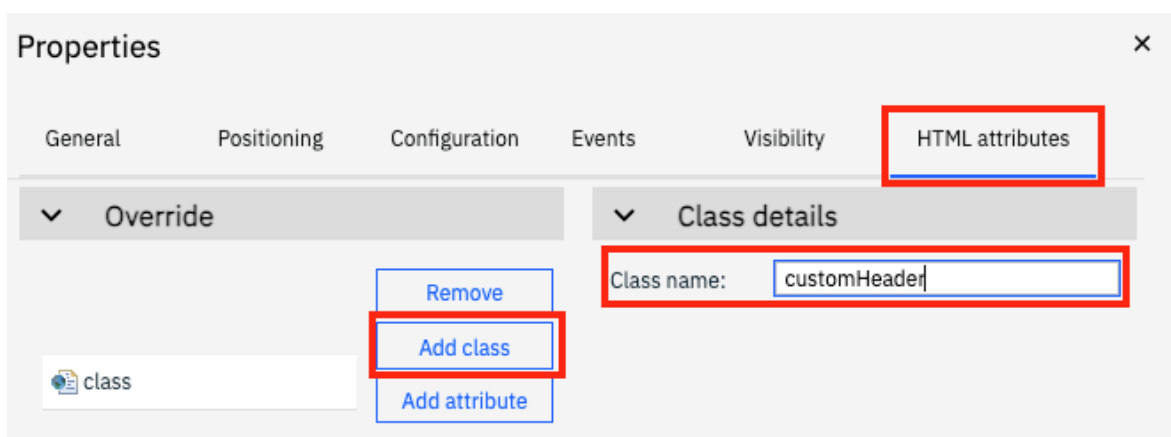 Properties
General Positioning Configuration Events Visibility HTML attributes
Override
Class details
Remove
Class name: customHeader
Add class
class
Add attribute